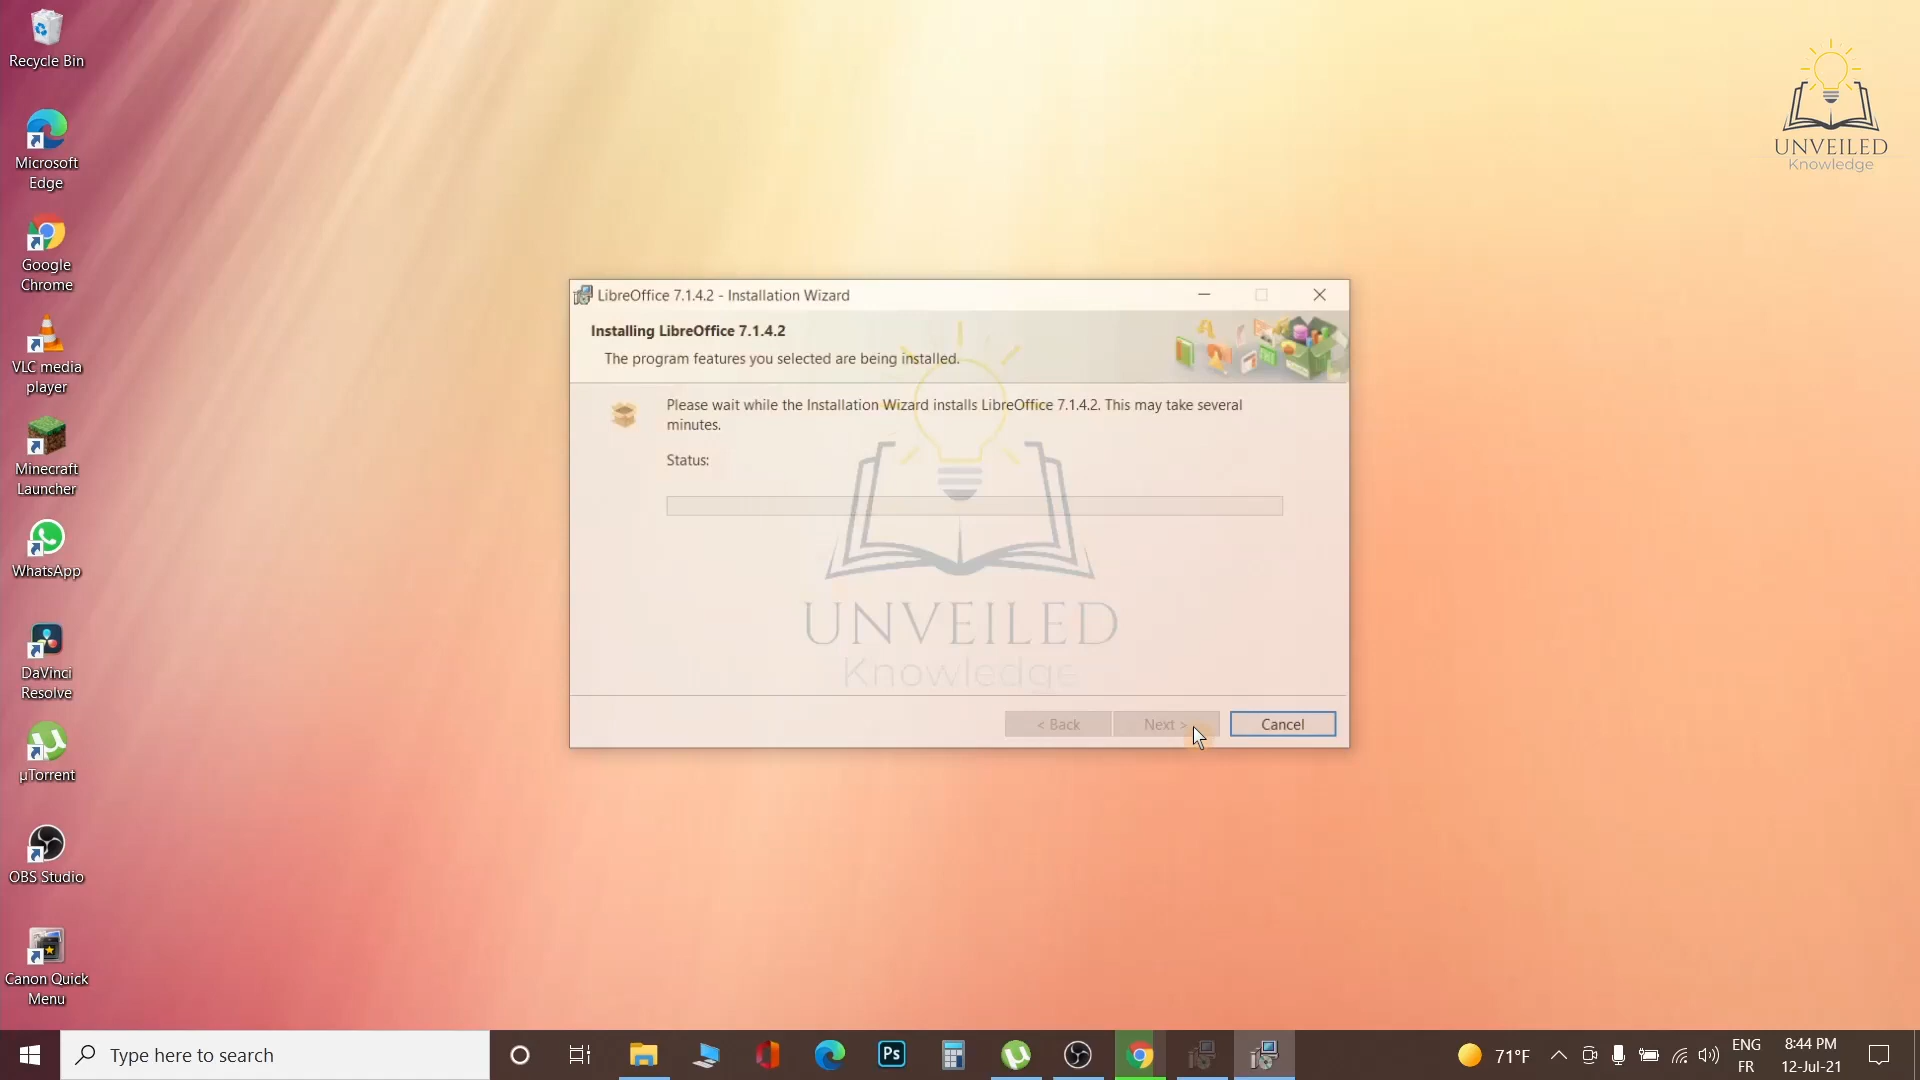 Recycle Bin
Microsoft
Edge
Google
Chrome
VLC media
player
Minecraft
Launcher
WhatsApp
DaVinci
Resolve
µTorrent
OBS Studio
Canon Quick
Menu
UNVEILED
Knowledge
LibreOffice 7.1.4.2 - Installation Wizard
Installing LibreOffice 7.1.4.2
The program features you selected are being installed.
Please wait while the Installation Wizard installs LibreOffice 7.1.4.2. This may take several
minutes.
Status:
UNVEILED
Knowledge
< Back
Next >
Cancel
Type here to search
Ps
71°F
ENG
FR
8:44 PM
12-Jul-21